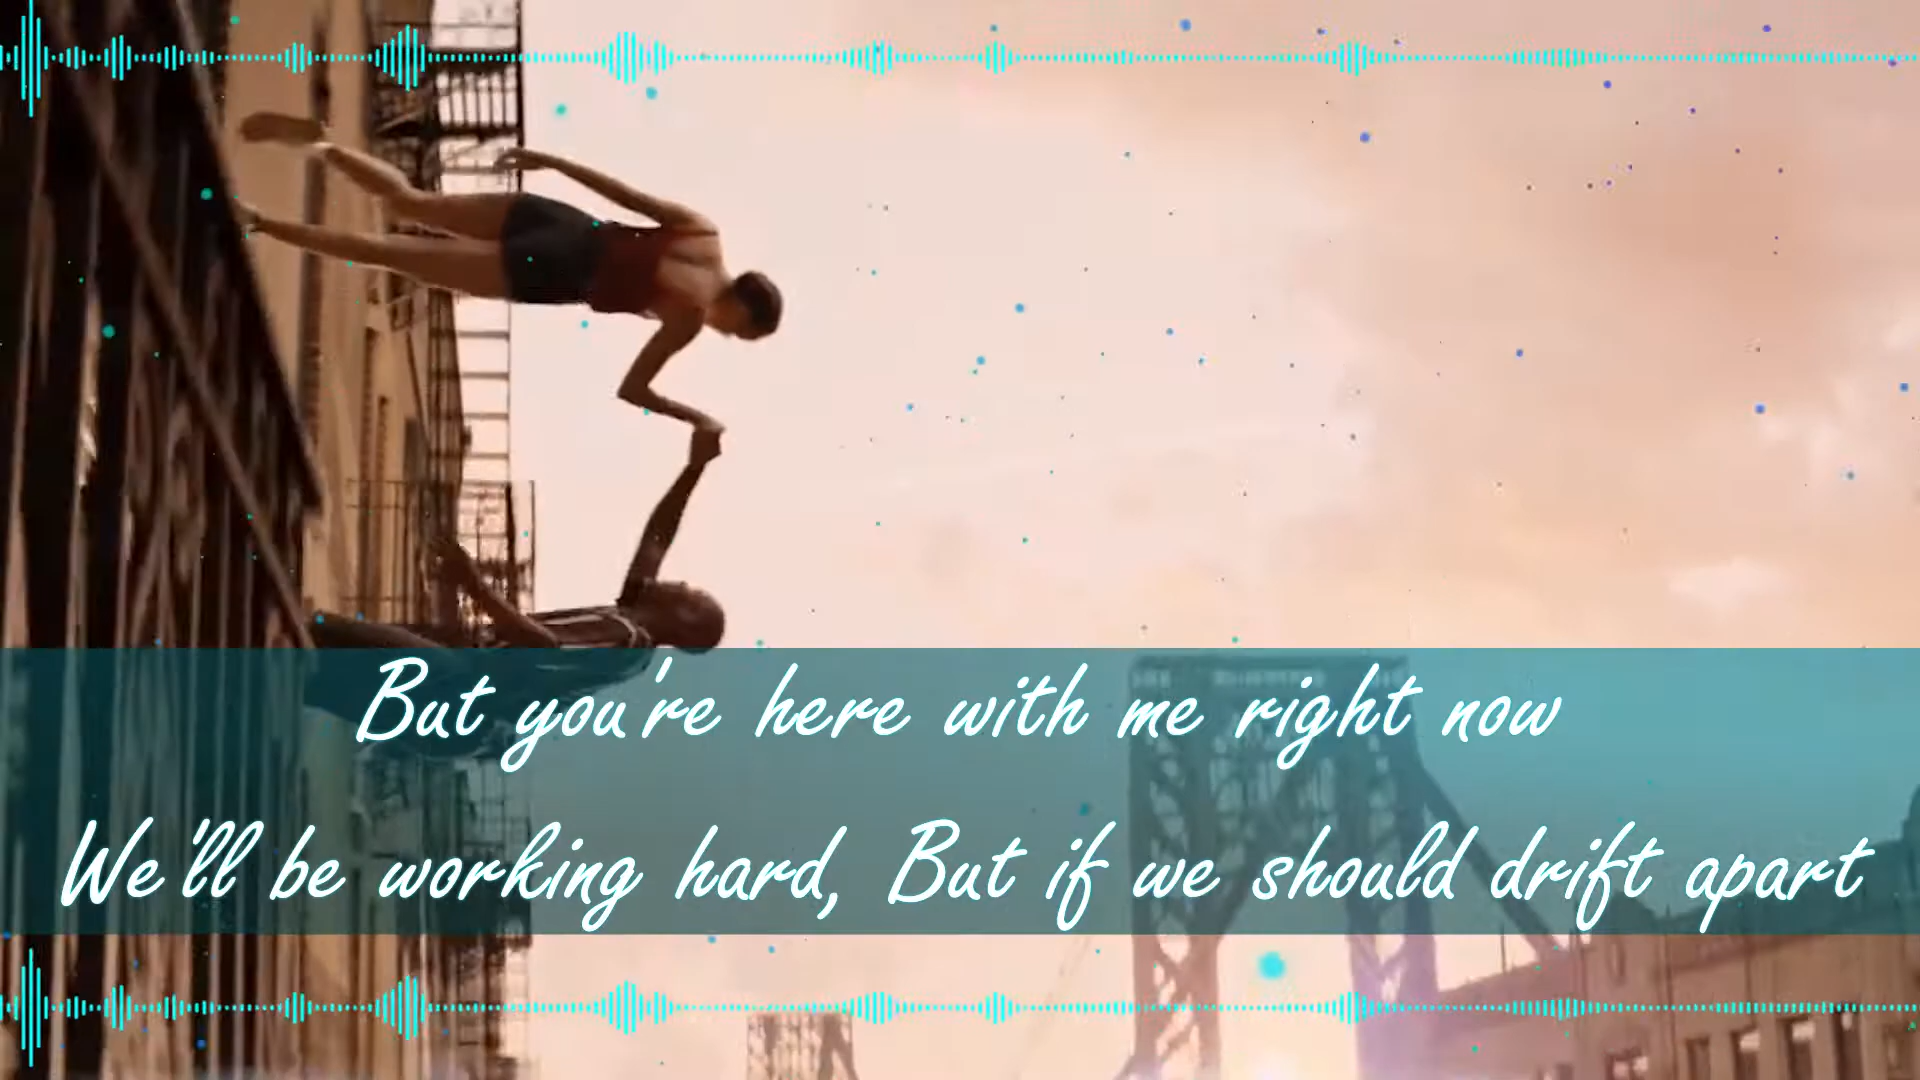 But you're here with me right now
We'll be working hard, But if we should drift apart